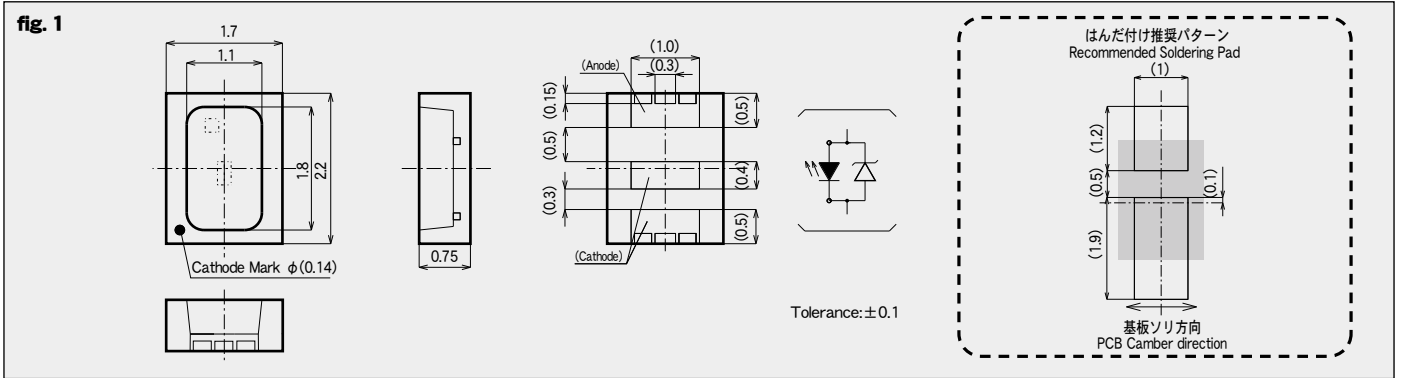 fig. 1
1.7
1.1
1.8
2.2
Cathode Mark φ(0.14)
0.75
(1.0)
(Anode)
(0.3)
(0.15)
(0.5)
(0.5)
(0.4)
(0.3)
(0.5)
(Cathode)
Tolerance:±0.1
はんだ付け推奨パターン
Recommended Soldering Pad
(1)
(1.2)
(0.5)
(0.1)
(1.9)
基板ソリ方向
PCB Camber direction